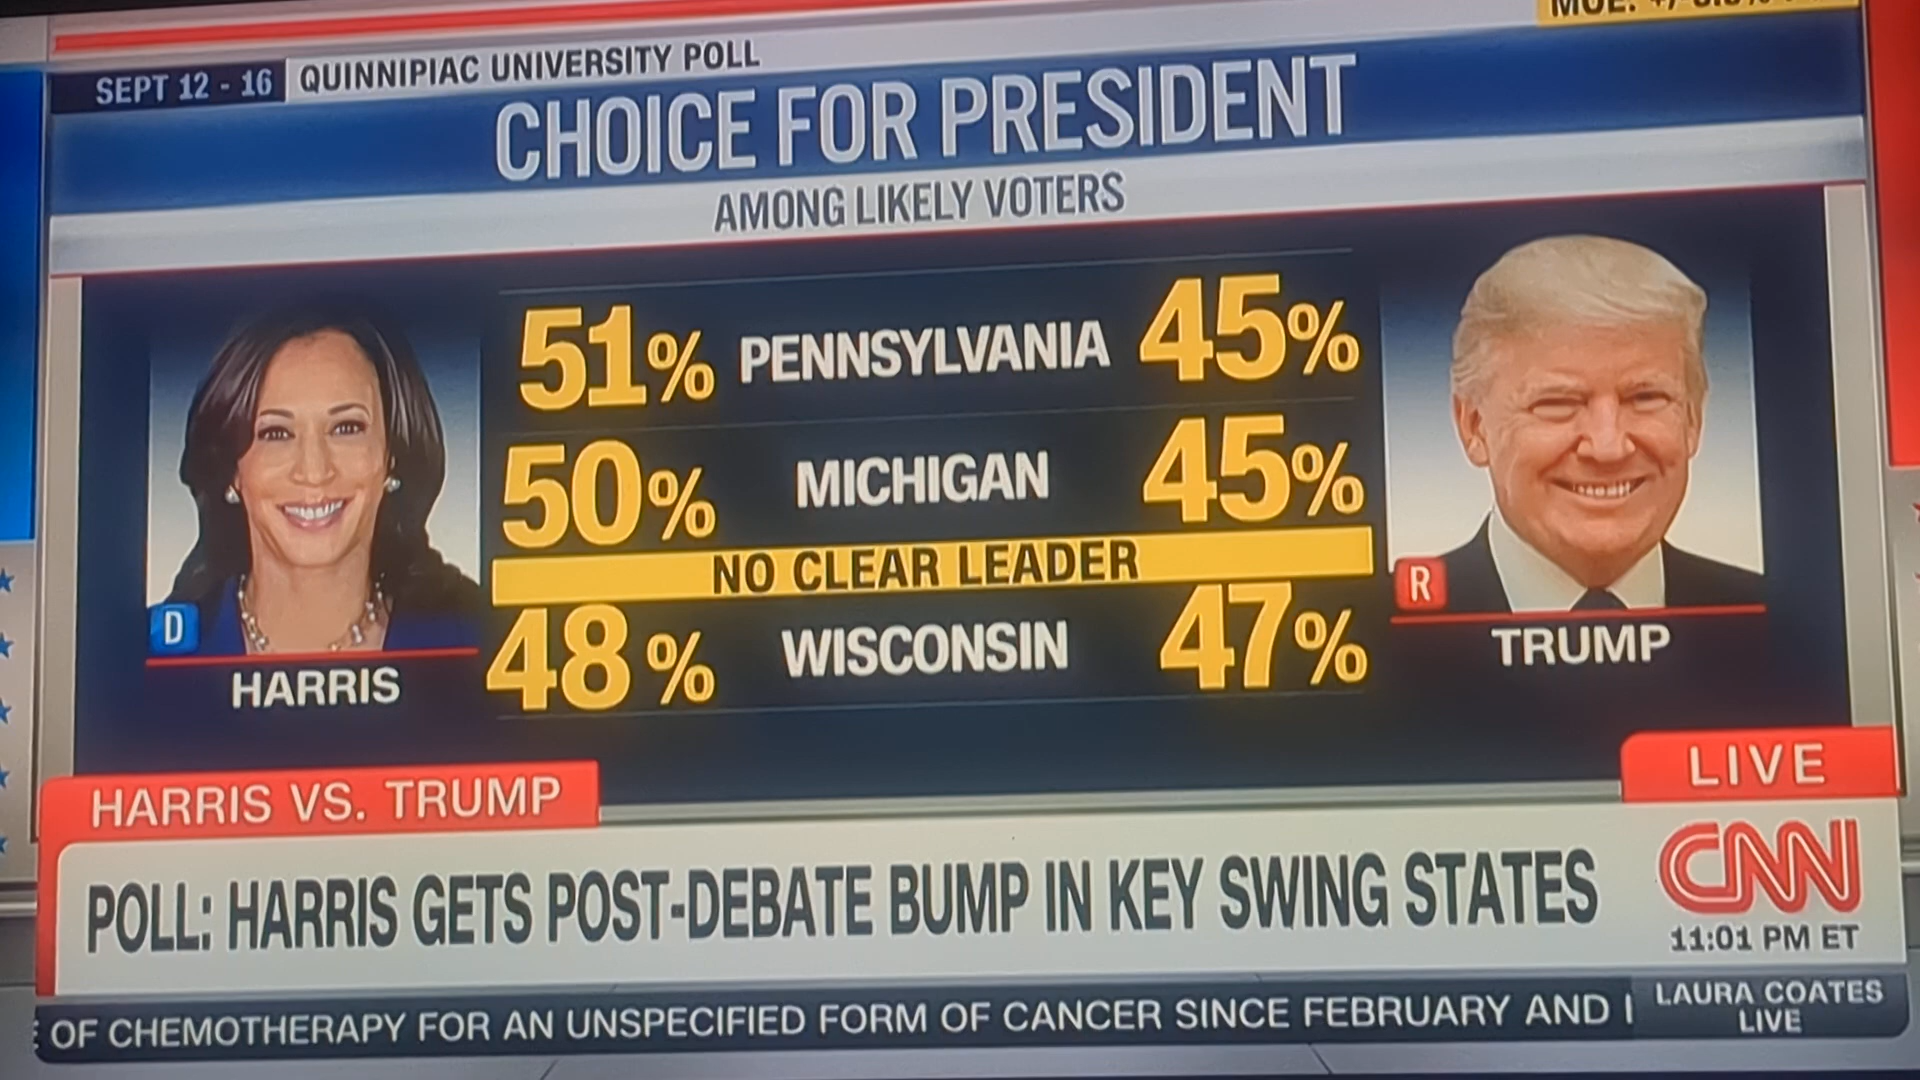 MOE: +/-
SEPT 12 - 16 QUINNIPIAC UNIVERSITY POLL
CHOICE FOR PRESIDENT
AMONG LIKELY VOTERS
51% PENNSYLVANIA 45%
50% MICHIGAN 45%
NO CLEAR LEADER
48% WISCONSIN 47%
D
HARRIS
R
TRUMP
HARRIS VS. TRUMP
LIVE
POLL: HARRIS GETS POST-DEBATE BUMP IN KEY SWING STATES
CNN
11:01 PM ET
OF CHEMOTHERAPY FOR AN UNSPECIFIED FORM OF CANCER SINCE FEBRUARY AND
LAURA COATES
LIVE